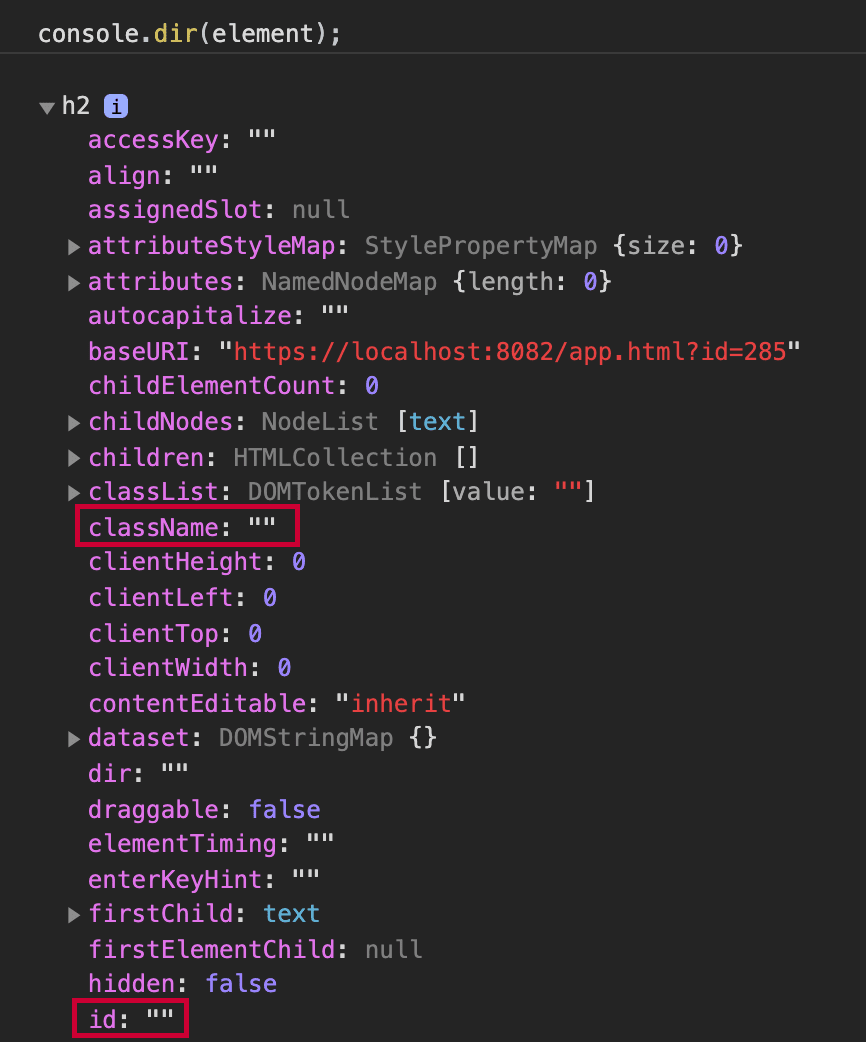 console.dir(element);
h2 i
accessKey: ""
align: ""
assignedSlot: null
attributeStyleMap: StylePropertyMap {size: 0}
attributes: NamedNodeMap {length: 0}
autocapitalize: ""
baseURI: "https://localhost:8082/app.html?id=285"
childElementCount: 0
childNodes: NodeList [text]
children: HTMLCollection []
classList: DOMTokenList [value: ""]
className: ""
clientHeight: 0
clientLeft: 0
clientTop: 0
clientWidth: 0
contentEditable: "inherit"
dataset: DOMStringMap {}
dir: ""
draggable: false
elementTiming: ""
enterKeyHint: ""
firstChild: text
firstElementChild: null
hidden: false
id: ""